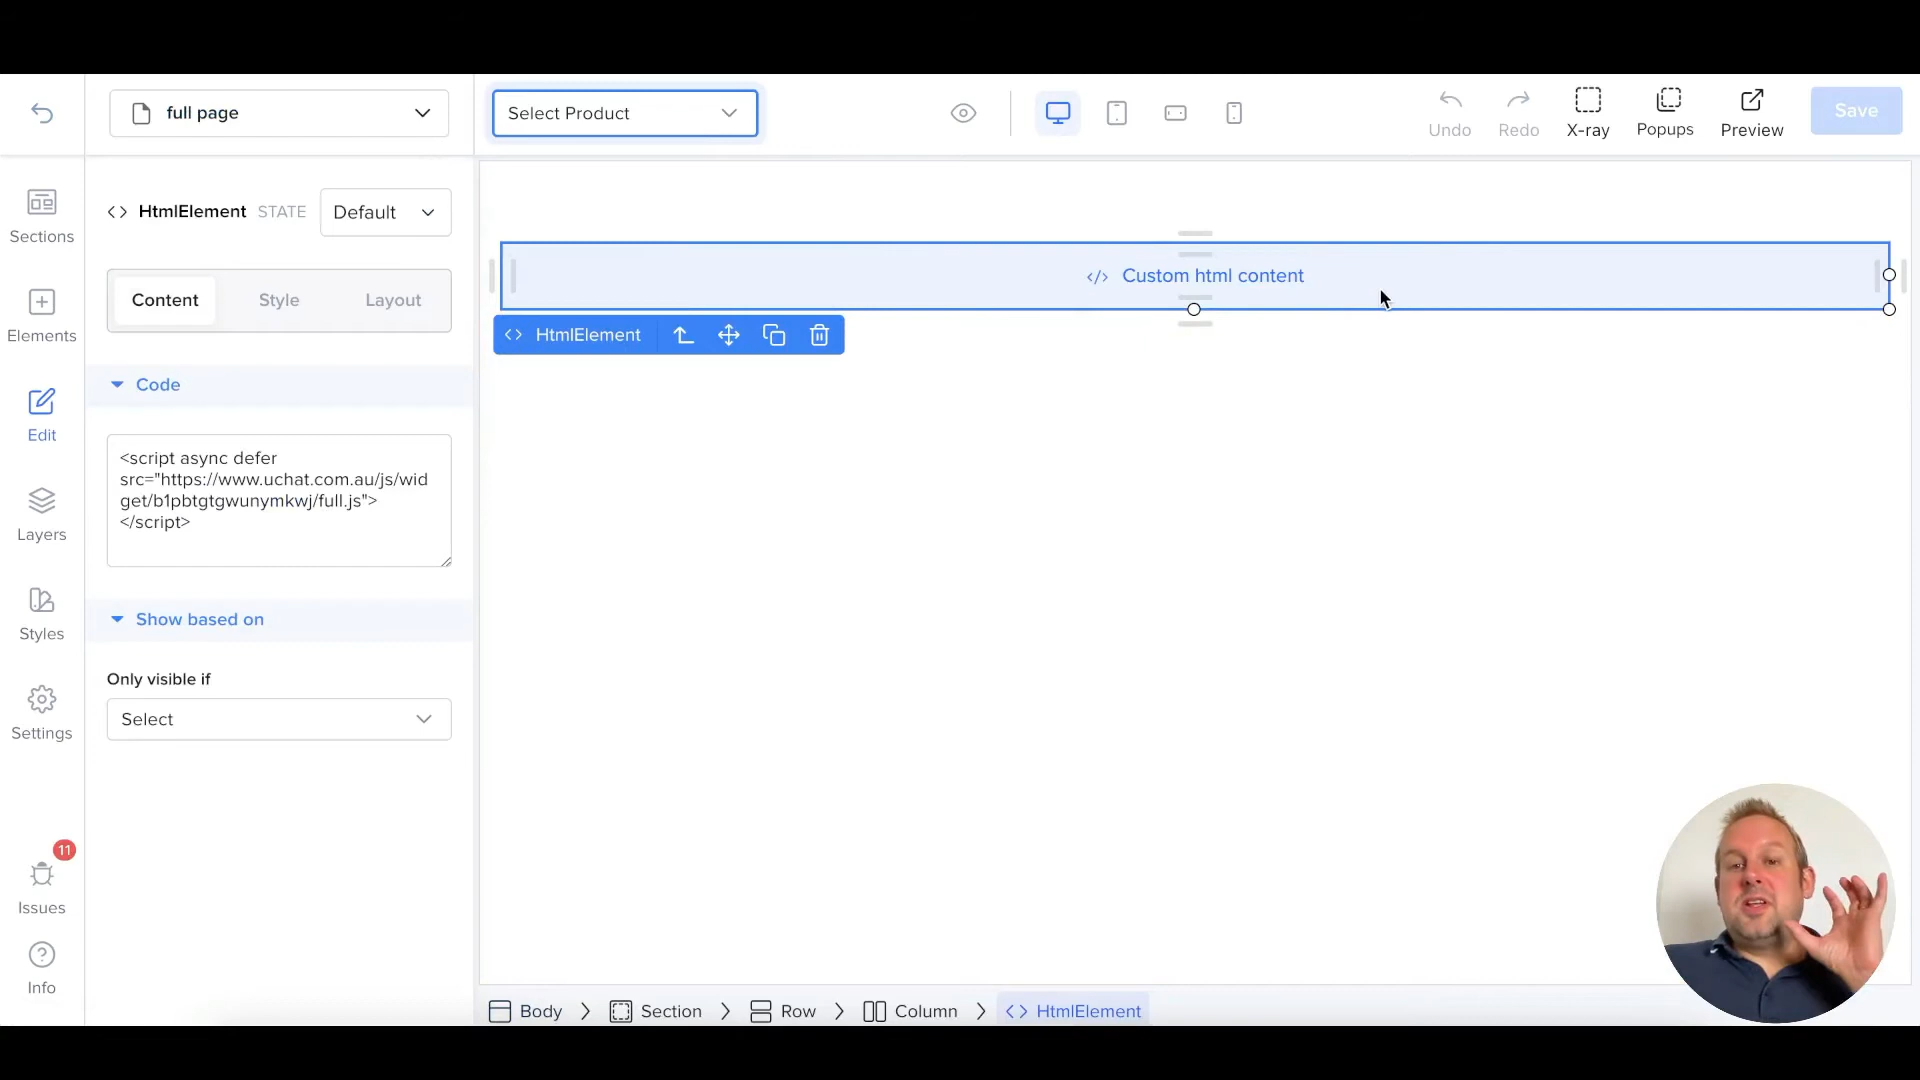 full page
Select Product
Undo
Redo
X-ray
Popups
Preview
Save
Sections
Elements
Edit
Layers
Styles
Settings
11
Issues
Info
<> HtmlElement STATE Default
Content Style Layout
Code
<script async defer
src="https://www.uchat.com.au/js/wid
get/b1pbtgtgwunymkwj/full.js">
</script>
Show based on
Only visible if
Select
</> Custom html content
<> HtmlElement
Body > Section > Row > Column > <> HtmlElement